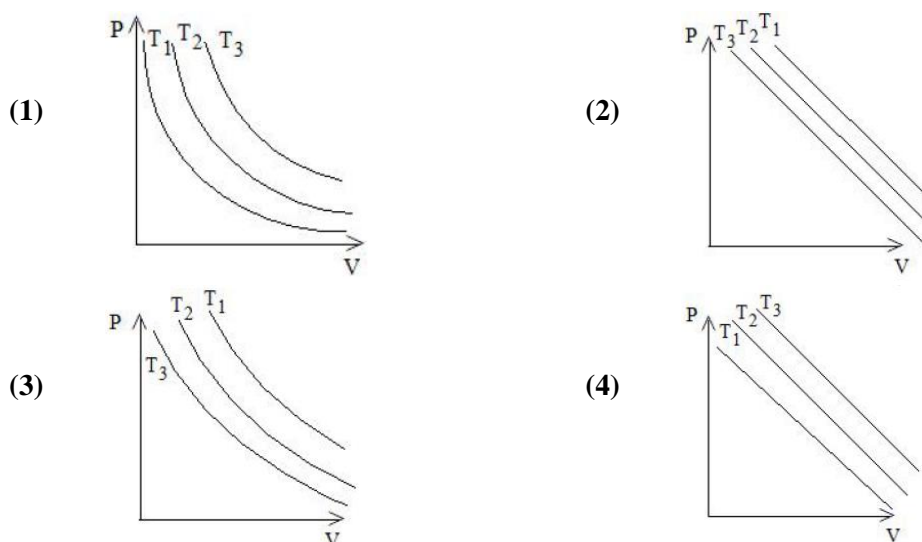 (1)
P
T1 T2 T3
V
(2)
P
T3 T2 T1
V
(3)
P
T3 T2 T1
V
(4)
P
T1 T2 T3
V